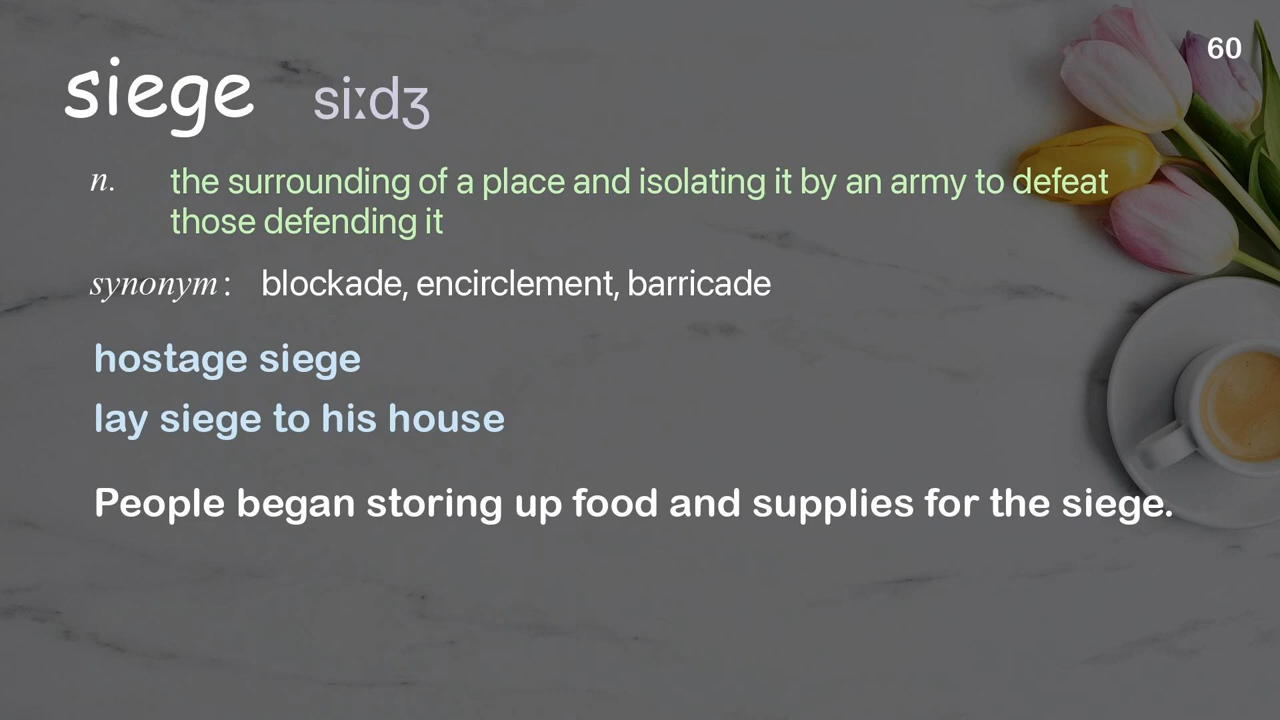 60
siege siːdʒ
n. the surrounding of a place and isolating it by an army to defeat
those defending it
synonym: blockade, encirclement, barricade
hostage siege
lay siege to his house
People began storing up food and supplies for the siege.